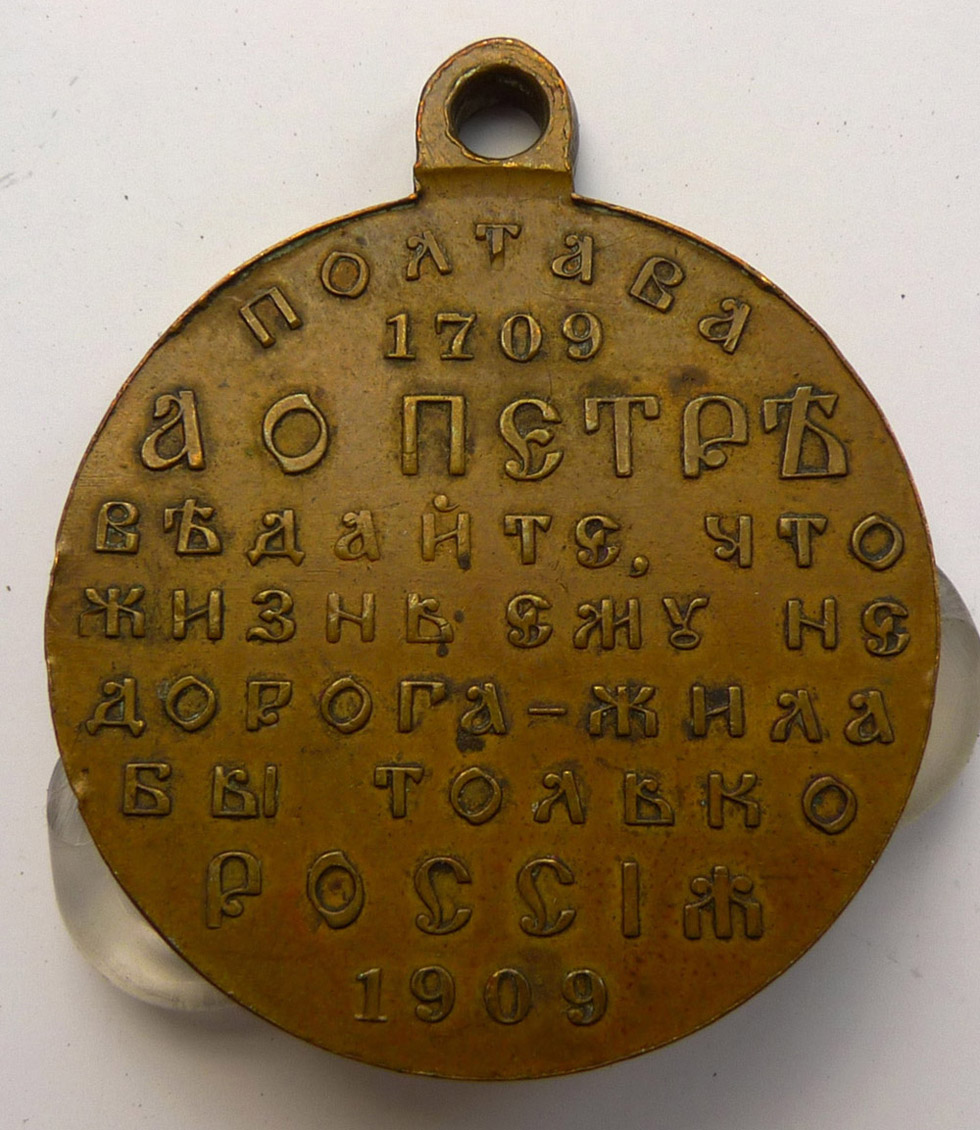 ПОЛТАВА
1709
А О ПЕТРѢ
ВѢДАЙТЕ, ЧТО
ЖИЗНЬ ЕМУ НЕ
ДОРОГА – ЖИЛА
БЫ ТОЛЬКО
РОССІЯ
1909